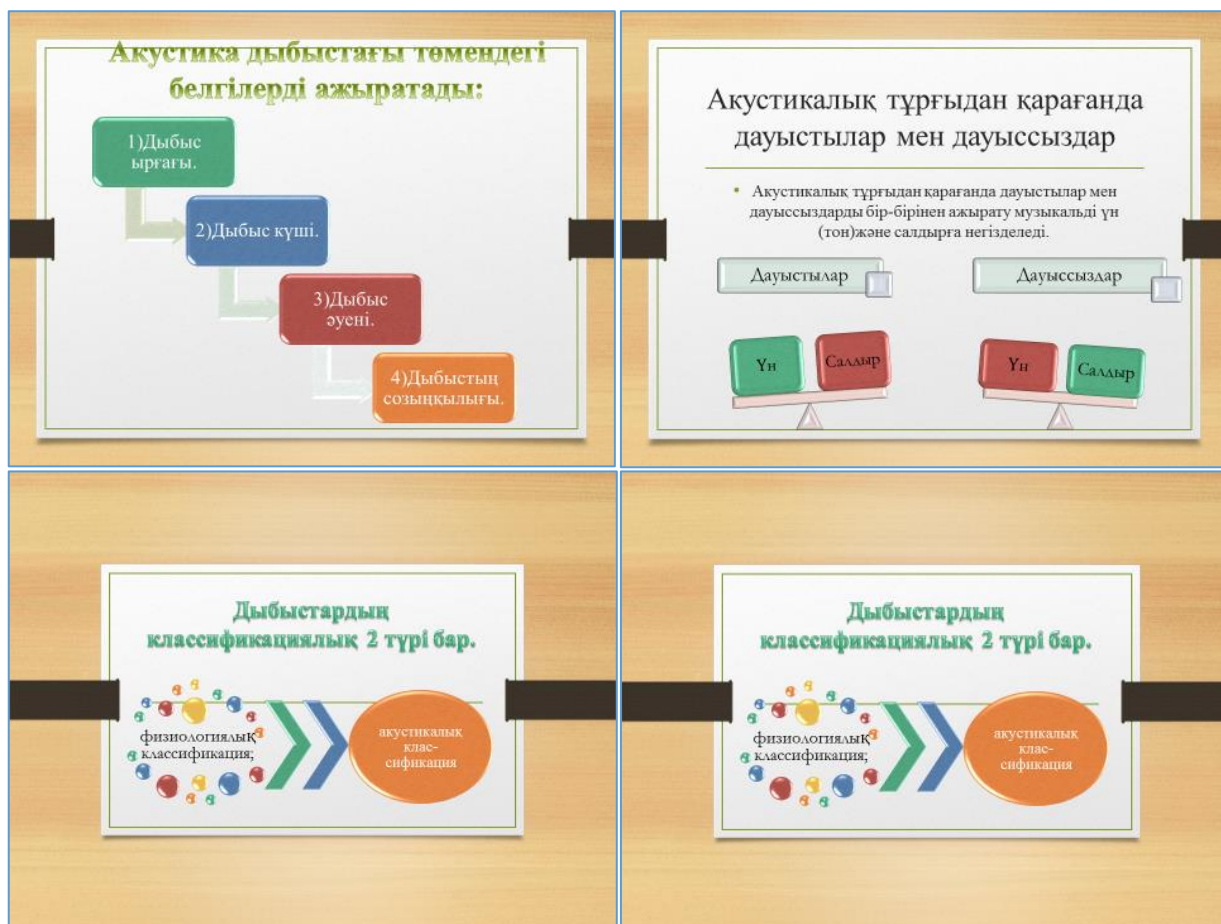 Акустика дыбыстағы төмендегі
белгілерді ажыратады:
1)Дыбыс
ырғағы.
2)Дыбыс күші.
3)Дыбыс
әуені.
4)Дыбыстың
созыңқылығы.
Акустикалық тұрғыдан қарағанда
дауыстылар мен дауыссыздар
• Акустикалық тұрғыдан қарағанда дауыстылар мен
дауыссыздарды бір-бірінен ажырату музыкальді үн
(тон)және салдырға негізделеді.
Дауыстылар
Дауыссыздар
Үн
Салдыр
Үн
Салдыр
Дыбыстардың
классификациялық 2 түрі бар.
физиологиялық
классификация;
акустикалық
клас-
сификация
Дыбыстардың
классификациялық 2 түрі бар.
физиологиялық
классификация;
акустикалық
клас-
сификация